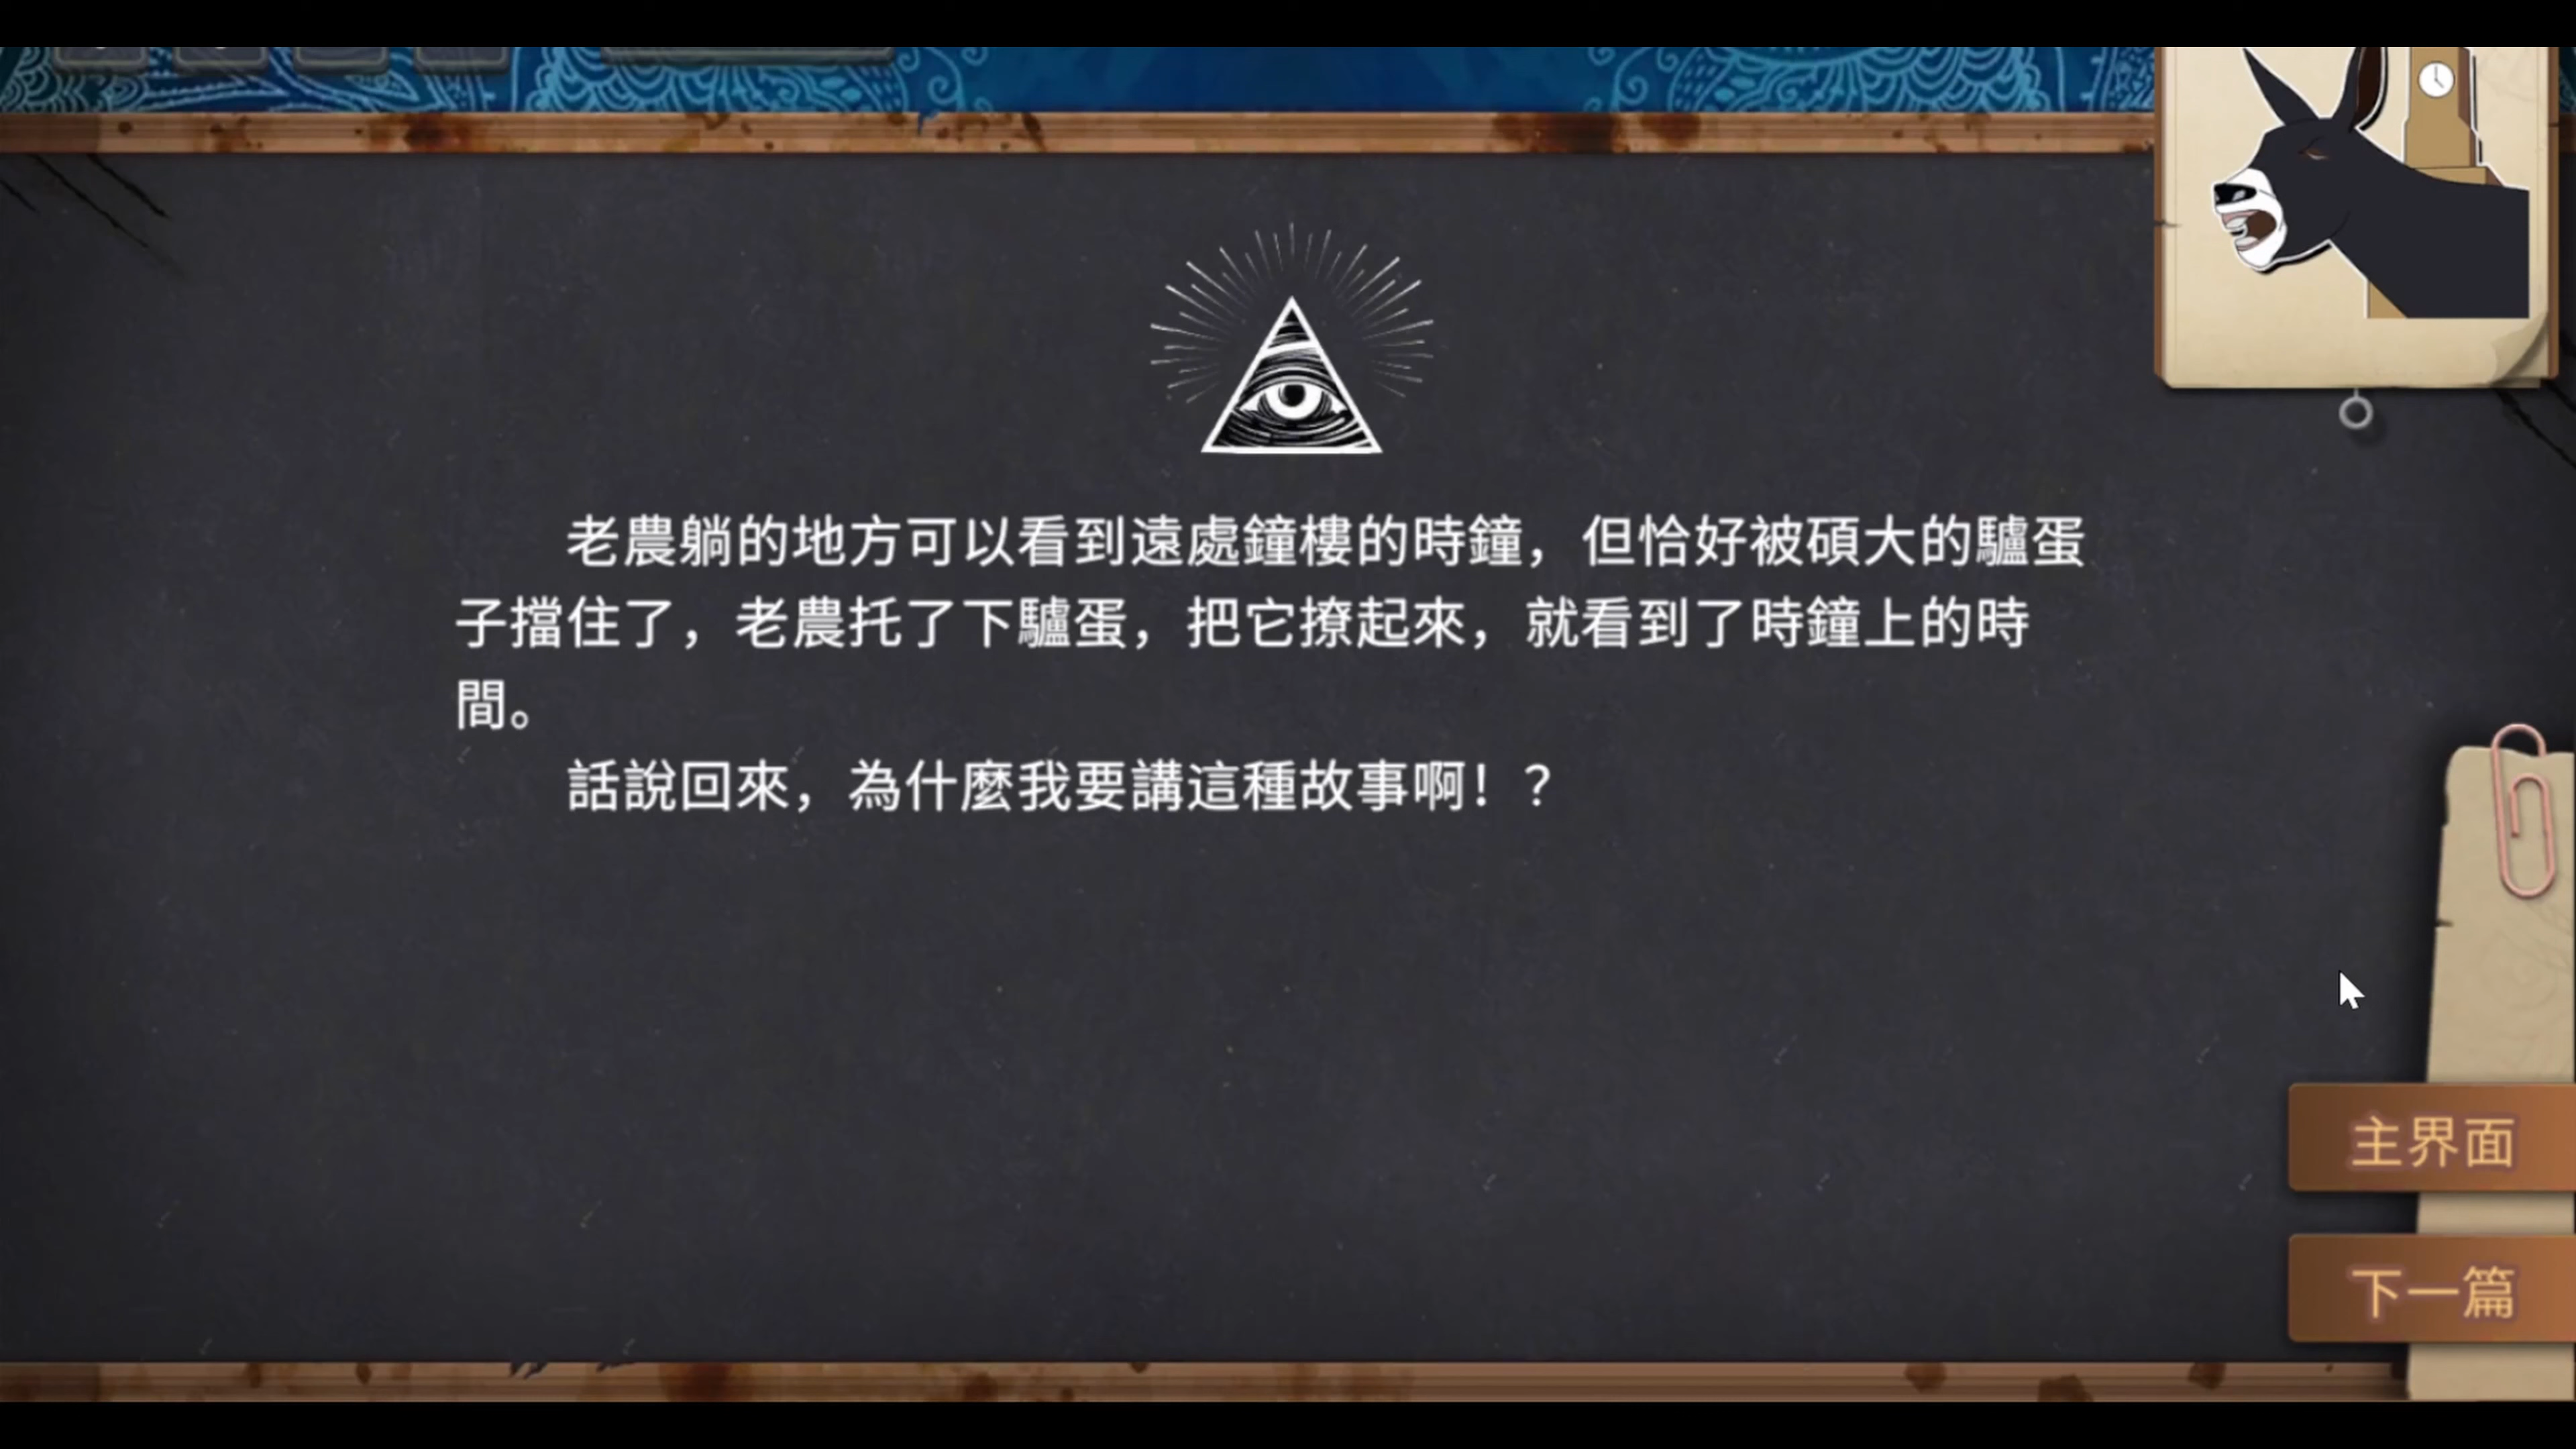 老農躺的地方可以看到遠處鐘樓的時鐘，但恰好被碩大的驢蛋
子擋住了，老農托了下驢蛋，把它撩起來，就看到了時鐘上的時
間。
話說回來，為什麼我要講這種故事啊！？
主界面
下一篇